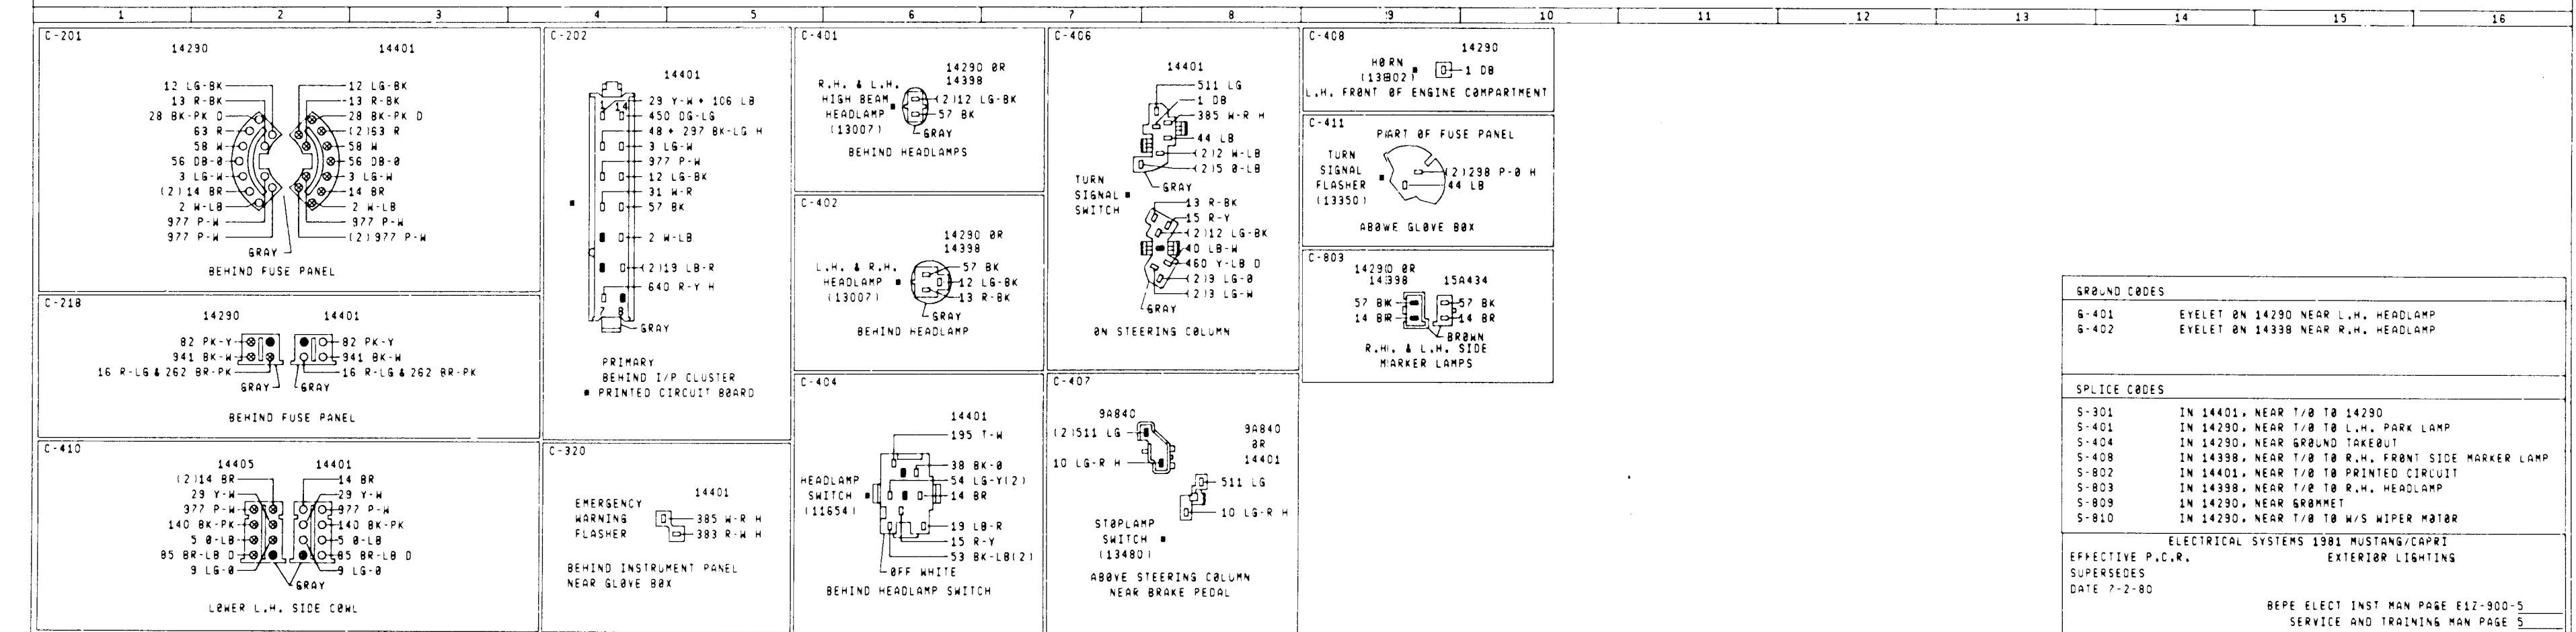 1 2 3 4 5 6 7 8 9 10 11 12 13 14 15 16
C-201
14290 14401
12 LG-BK 12 LG-BK
13 R-BK 13 R-BK
28 BK-PK D 28 BK-PK D
63 R (2)63 R
58 W 58 W
56 DB-O 56 DB-O
3 LG-W 3 LG-W
(2)14 BR 14 BR
2 W-LB 2 W-LB
977 P-W 977 P-W
977 P-W (2)977 P-W
GRAY
BEHIND FUSE PANEL
C-218
14290 14401
82 PK-Y 82 PK-Y
941 BK-W 941 BK-W
16 R-LG & 262 BR-PK 16 R-LG & 262 BR-PK
GRAY GRAY
BEHIND FUSE PANEL
C-410
14405 14401
(2)14 BR 14 BR
29 Y-W 29 Y-W
977 P-W 977 P-W
140 BK-PK 140 BK-PK
5 O-LB 5 O-LB
85 BR-LB D 85 BR-LB D
9 LG-O 9 LG-O
GRAY
LOWER L.H. SIDE COWL
C-202
14401
1 14
29 Y-W + 106 LB
450 DG-LG
48 + 297 BK-LG H
3 LG-W
977 P-W
12 LG-BK
31 W-R
57 BK
2 W-LB
(2)19 LB-R
640 R-Y H
7 8
GRAY
PRIMARY
BEHIND I/P CLUSTER
PRINTED CIRCUIT BOARD
C-320
EMERGENCY
WARNING
FLASHER
14401
385 W-R H
383 R-W H
BEHIND INSTRUMENT PANEL
NEAR GLOVE BOX
C-401
R.H. & L.H.
HIGH BEAM
HEADLAMP
(13007)
14290 OR
14398
(2)12 LG-BK
57 BK
GRAY
BEHIND HEADLAMPS
C-402
L.H. & R.H.
HEADLAMP
(13007)
14290 OR
14398
57 BK
12 LG-BK
13 R-BK
GRAY
BEHIND HEADLAMP
C-404
14401
195 T-W
38 BK-O
54 LG-Y(2)
14 BR
19 LB-R
15 R-Y
53 BK-LB(2)
OFF WHITE
HEADLAMP
SWITCH
(11654)
BEHIND HEADLAMP SWITCH
C-406
14401
511 LG
1 DB
385 W-R H
44 LB
(2)2 W-LB
(2)5 O-LB
GRAY
TURN
SIGNAL
SWITCH
13 R-BK
15 R-Y
(2)12 LG-BK
40 LB-W
460 Y-LB D
(2)9 LG-O
(2)3 LG-W
GRAY
ON STEERING COLUMN
C-407
9A840
(2)511 LG
10 LG-R H
9A840
OR
14401
511 LG
10 LG-R H
STOPLAMP
SWITCH
(13480)
ABOVE STEERING COLUMN
NEAR BRAKE PEDAL
C-408
14290
HORN
(13802)
1 DB
L.H. FRONT OF ENGINE COMPARTMENT
C-411
PART OF FUSE PANEL
TURN
SIGNAL
FLASHER
(13350)
(2)298 P-O H
44 LB
ABOVE GLOVE BOX
C-803
14290 OR
14398 15A434
57 BK 57 BK
14 BR 14 BR
BROWN
R.H. & L.H. SIDE
MARKER LAMPS
GROUND CODES
G-401 EYELET ON 14290 NEAR L.H. HEADLAMP
G-402 EYELET ON 14398 NEAR R.H. HEADLAMP
SPLICE CODES
S-301 IN 14401, NEAR T/O TO 14290
S-401 IN 14290, NEAR T/O TO L.H. PARK LAMP
S-404 IN 14290, NEAR GROUND TAKEOUT
S-408 IN 14398, NEAR T/O TO R.H. FRONT SIDE MARKER LAMP
S-802 IN 14401, NEAR T/O TO PRINTED CIRCUIT
S-803 IN 14398, NEAR T/O TO R.H. HEADLAMP
S-809 IN 14290, NEAR GROMMET
S-810 IN 14290, NEAR T/O TO W/S WIPER MOTOR
ELECTRICAL SYSTEMS 1981 MUSTANG/CAPRI
EFFECTIVE P.C.R. EXTERIOR LIGHTING
SUPERSEDES
DATE 7-2-80
BEPE ELECT INST MAN PAGE E1Z-900-5
SERVICE AND TRAINING MAN PAGE 5